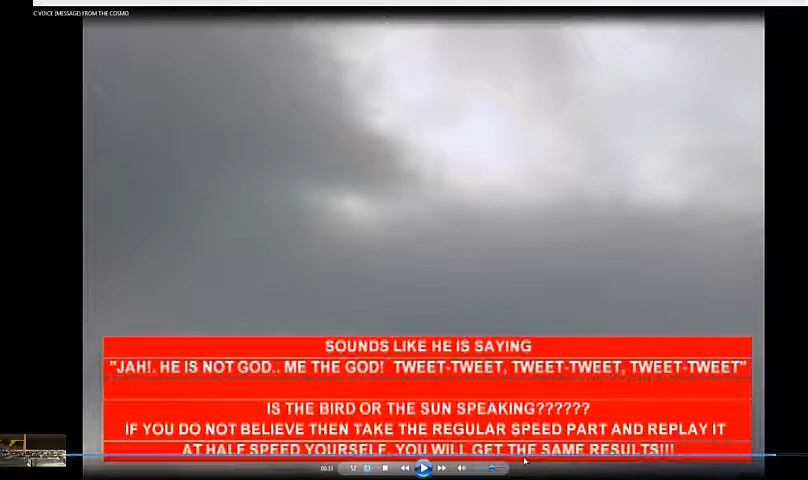 C VOICE (MESSAGE) FROM THE COSMO
SOUNDS LIKE HE IS SAYING
"JAH!. HE IS NOT GOD.. ME THE GOD! TWEET-TWEET, TWEET-TWEET, TWEET-TWEET"
IS THE BIRD OR THE SUN SPEAKING??????
IF YOU DO NOT BELIEVE THEN TAKE THE REGULAR SPEED PART AND REPLAY IT
AT HALF SPEED YOURSELF. YOU WILL GET THE SAME RESULTS!!!
00:33